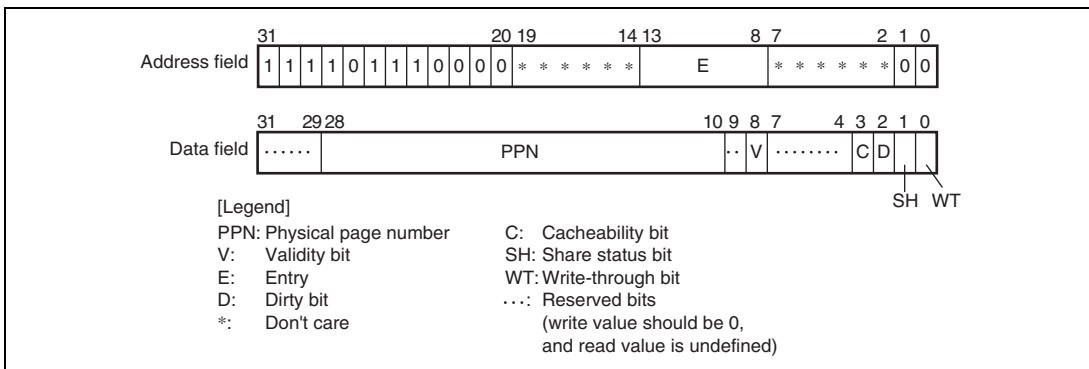 31 20 19 14 13 8 7 2 1 0
Address field 1 1 1 1 0 1 1 1 0 0 0 0 * * * * * * E * * * * * * 0 0
31 29 28 10 9 8 7 4 3 2 1 0
Data field ······ PPN ·· V ········ C D
SH WT
[Legend]
PPN: Physical page number C: Cacheability bit
V: Validity bit SH: Share status bit
E: Entry WT: Write-through bit
D: Dirty bit ···: Reserved bits
*: Don't care (write value should be 0,
and read value is undefined)